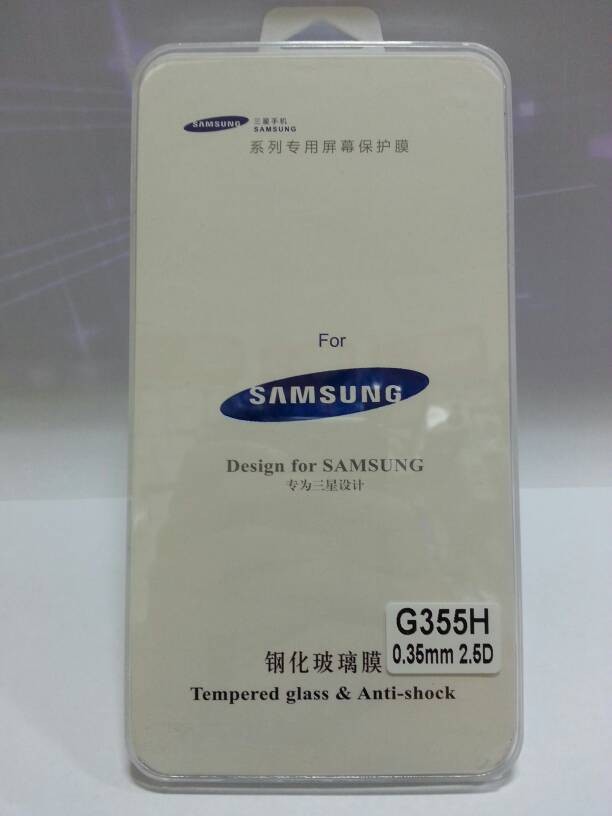 SAMSUNG
三星手机
SAMSUNG
系列专用屏幕保护膜
For
SAMSUNG
Design for SAMSUNG
专为三星设计
G355H
0.35mm 2.5D
钢化玻璃膜
Tempered glass & Anti-shock